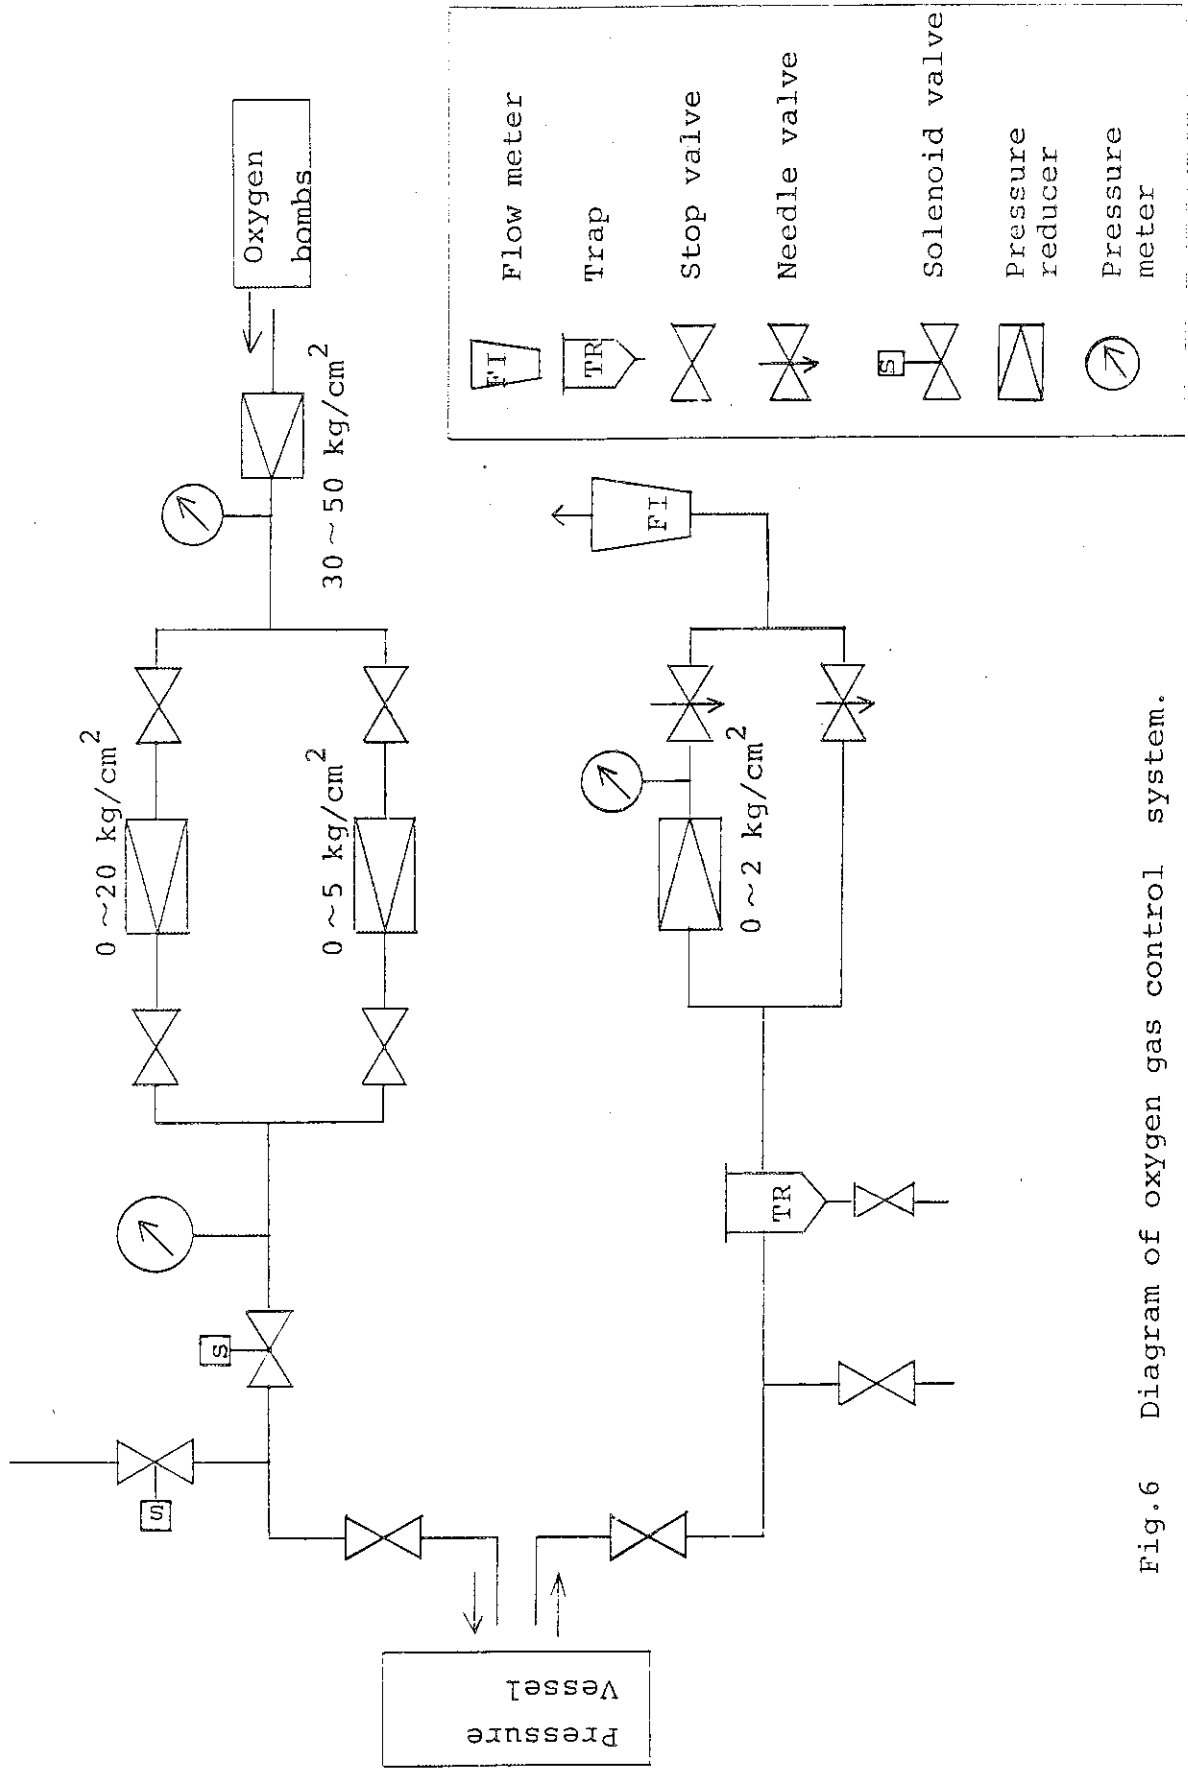 Oxygen
bombs
30~50 kg/cm2
0~20 kg/cm2
0~5 kg/cm2
S
S
Pressure
Vessel
TR
0~2 kg/cm2
FI
FI Flow meter
TR Trap
Stop valve
Needle valve
S Solenoid valve
Pressure
reducer
Pressure
meter
Fig.6 Diagram of oxygen gas control system.